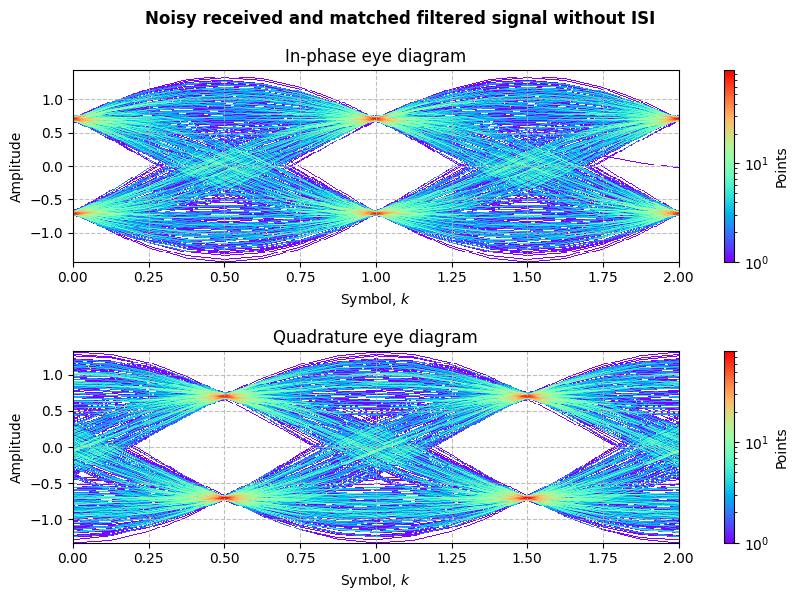 Noisy received and matched filtered signal without ISI
In-phase eye diagram
1.0
0.5
0.0
−0.5
−1.0
Amplitude
0.00 0.25 0.50 0.75 1.00 1.25 1.50 1.75 2.00
Symbol, k
10¹
10⁰
Points
Quadrature eye diagram
1.0
0.5
0.0
−0.5
−1.0
Amplitude
0.00 0.25 0.50 0.75 1.00 1.25 1.50 1.75 2.00
Symbol, k
10¹
10⁰
Points